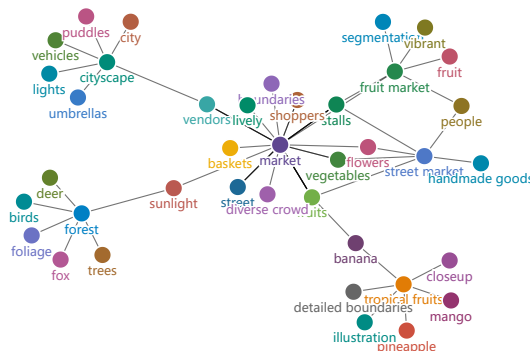 puddles
city
vehicles
cityscape
lights
umbrellas
segmentation
vibrant
fruit
fruit market
boundaries
vendors
lively
shoppers
stalls
people
market
baskets
flowers
vegetables
street market
handmade goods
street
diverse crowd
fruits
sunlight
deer
birds
forest
foliage
fox
trees
banana
closeup
tropical fruits
detailed boundaries
mango
illustration
pineapple